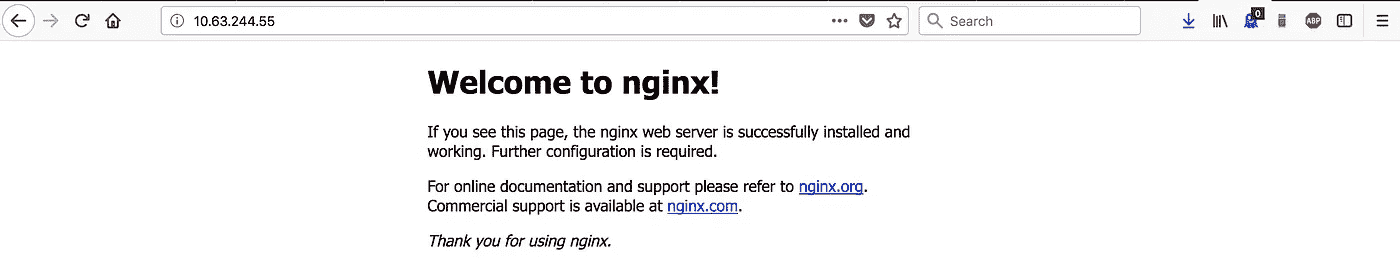 10.63.244.55
Search
0
ABP
Welcome to nginx!
If you see this page, the nginx web server is successfully installed and
working. Further configuration is required.
For online documentation and support please refer to nginx.org.
Commercial support is available at nginx.com.
Thank you for using nginx.